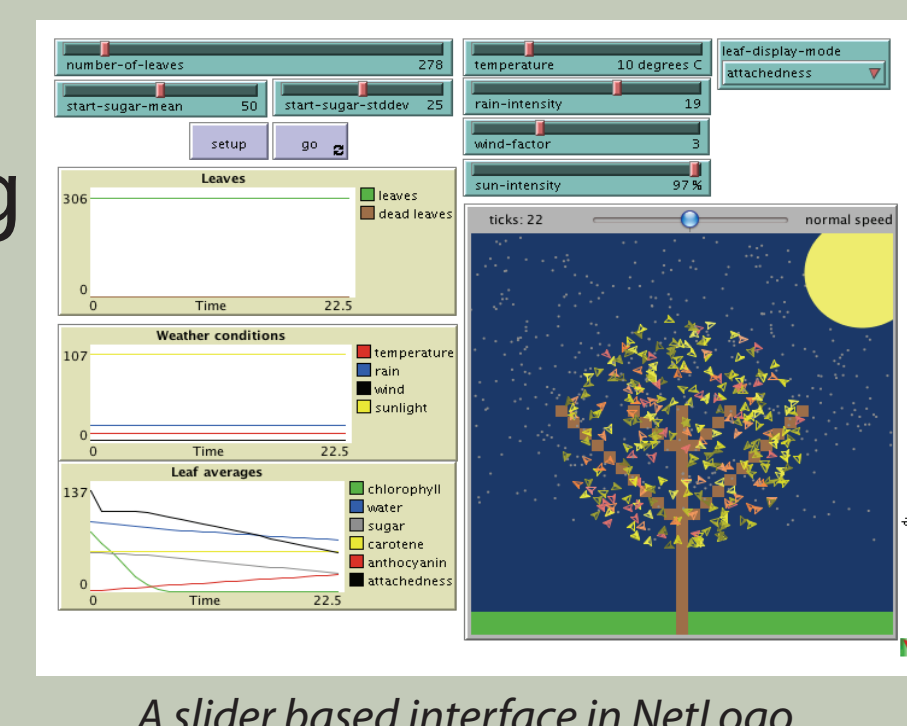 number-of-leaves 278
start-sugar-mean 50
start-sugar-stddev 25
setup
go
temperature 10 degrees C
rain-intensity 19
wind-factor 3
sun-intensity 97%
leaf-display-mode
attachedness
g
Leaves
306
0
0 Time 22.5
leaves
dead leaves
Weather conditions
107
0
0 Time 22.5
temperature
rain
wind
sunlight
Leaf averages
137
0
0 Time 22.5
chlorophyll
water
sugar
carotene
anthocyanin
attachedness
ticks: 22 normal speed
A slider based interface in NetLogo